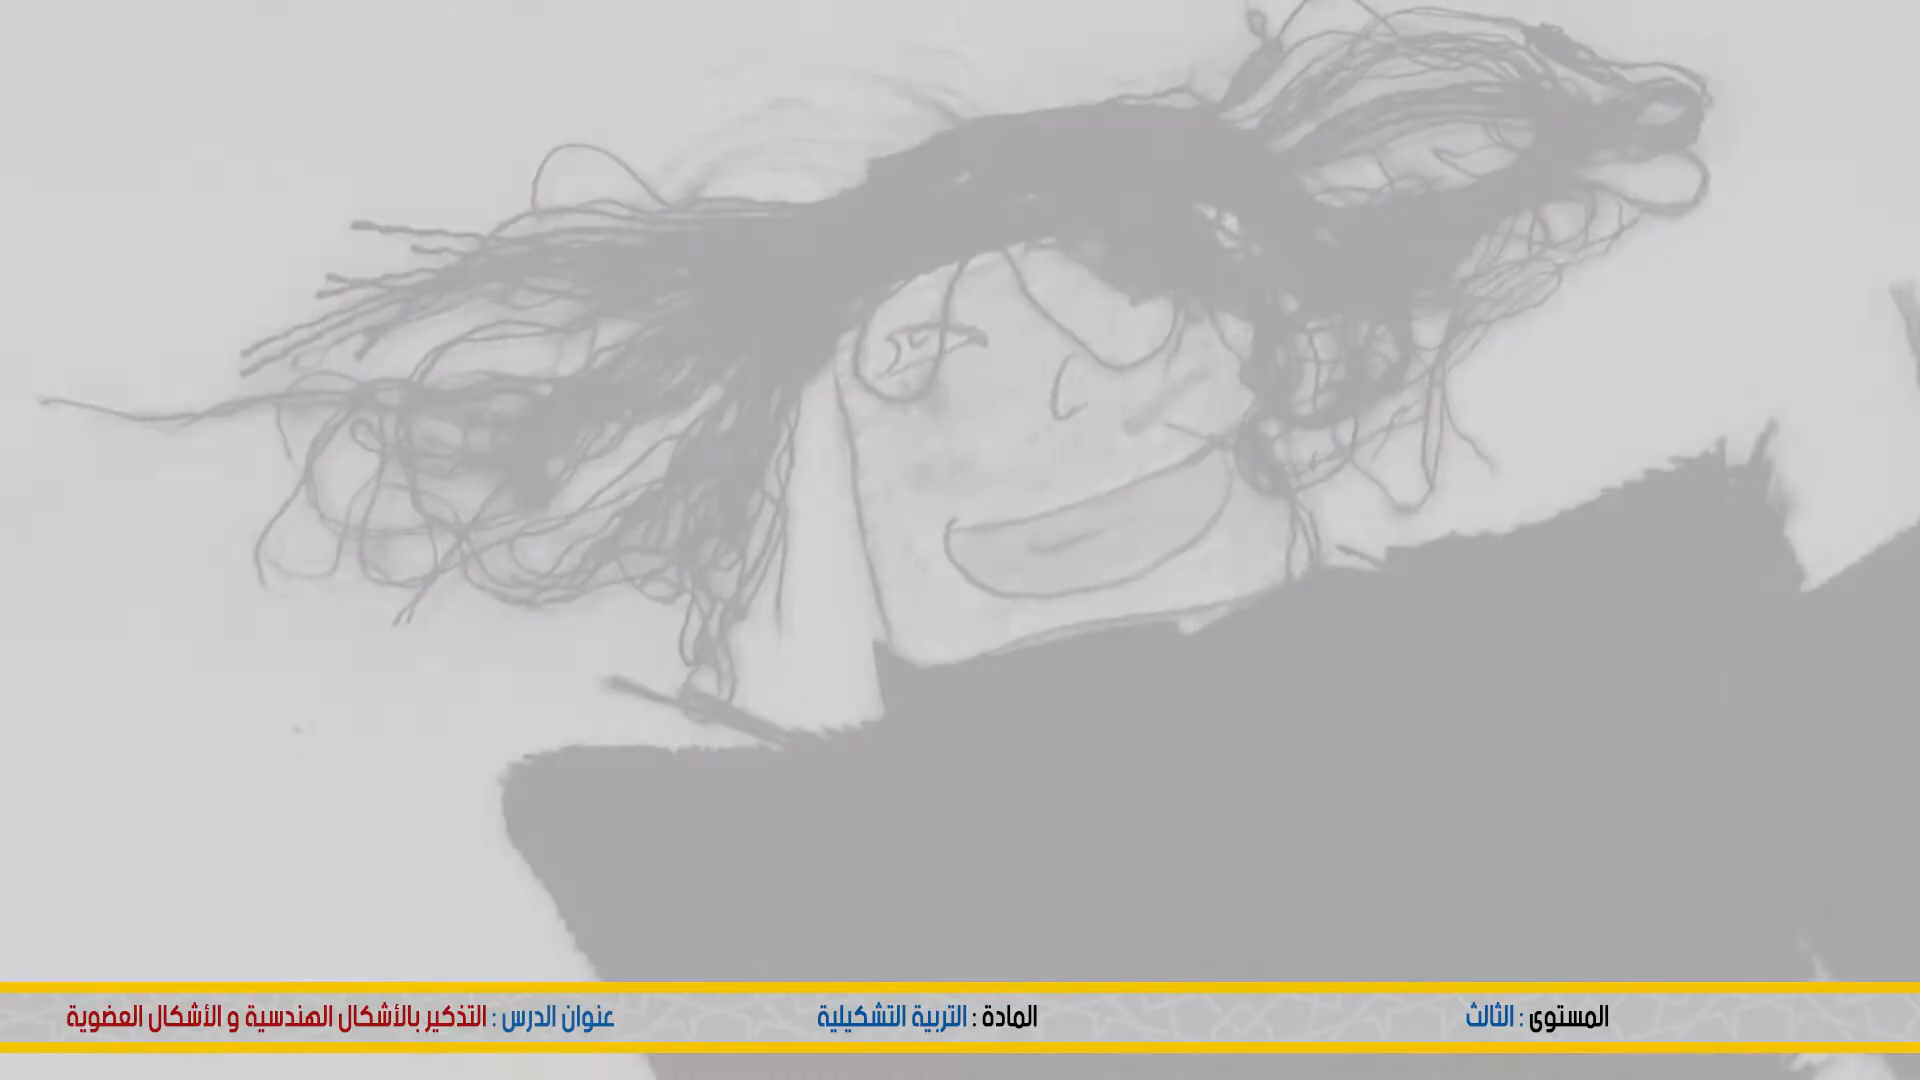 المستوى : الثالث
المادة : التربية التشكيلية
عنوان الدرس : التذكير بالأشكال الهندسية و الأشكال العضوية